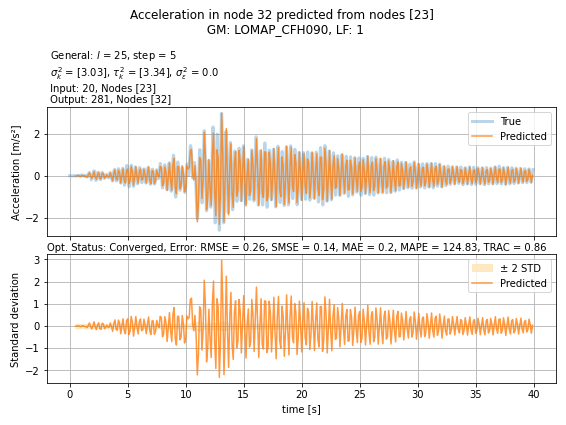 Acceleration in node 32 predicted from nodes [23]
GM: LOMAP_CFH090, LF: 1
General: l = 25, step = 5
σ²ₖ = [3.03], τ²ₖ = [3.34], σ²ε = 0.0
Input: 20, Nodes [23]
Output: 281, Nodes [32]
Acceleration [m/s²]
2
0
−2
True
Predicted
Opt. Status: Converged, Error: RMSE = 0.26, SMSE = 0.14, MAE = 0.2, MAPE = 124.83, TRAC = 0.86
Standard deviation
3
2
1
0
−1
−2
± 2 STD
Predicted
0 5 10 15 20 25 30 35 40
time [s]